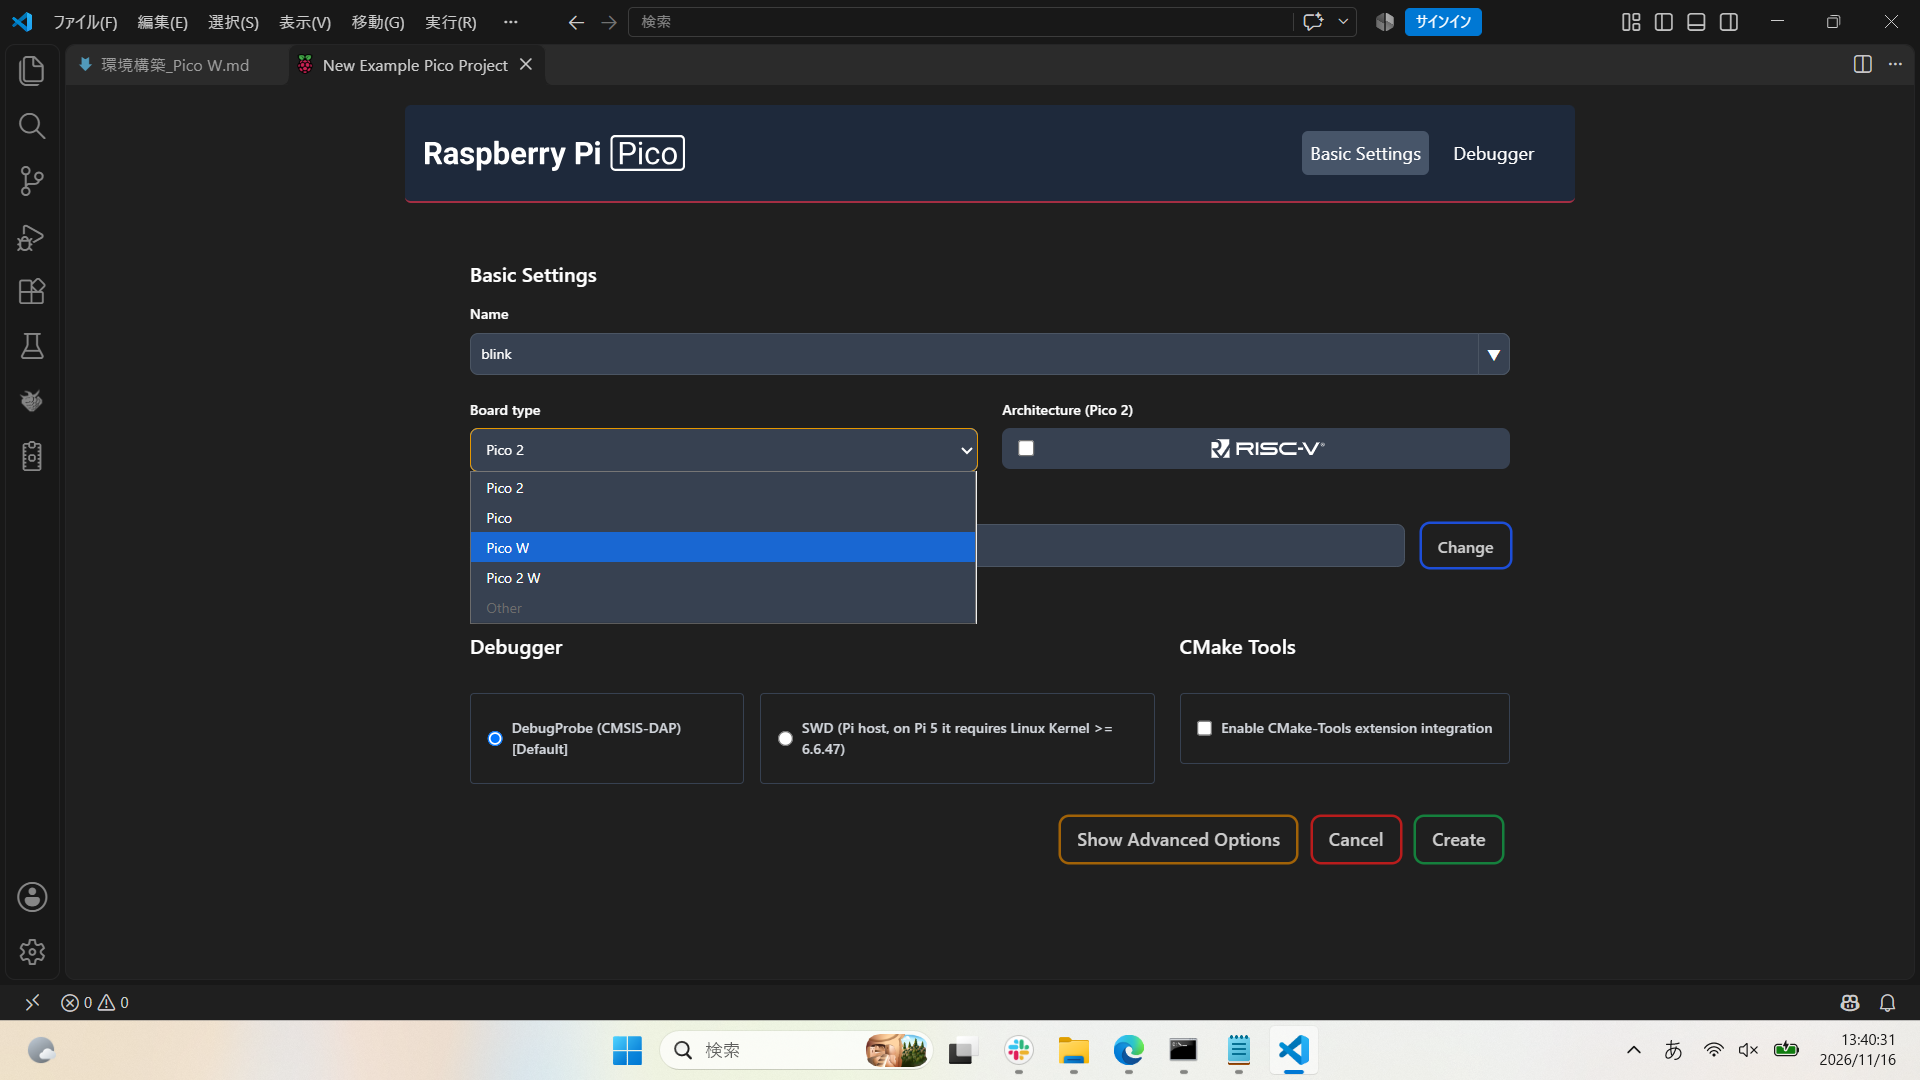 ファイル(F) 編集(E) 選択(S) 表示(V) 移動(G) 実行(R) ··· 検索 サインイン
環境構築_Pico W.md New Example Pico Project
Raspberry Pi Pico Basic Settings Debugger
Basic Settings
Name
blink
Board type Architecture (Pico 2)
Pico 2 RISC-V
Pico 2
Pico
Pico W Change
Pico 2 W
Other
Debugger CMake Tools
DebugProbe (CMSIS-DAP) [Default]
SWD (Pi host, on Pi 5 it requires Linux Kernel >= 6.6.47)
Enable CMake-Tools extension integration
Show Advanced Options Cancel Create
0 0
検索 あ 13:40:31
2026/11/16